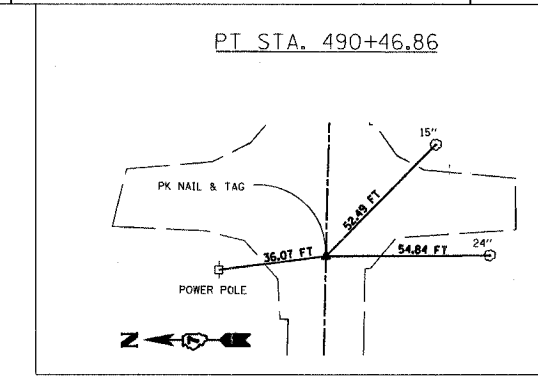 PT STA. 490+46.86
15"
PK NAIL & TAG
52.49 FT
36.07 FT
54.84 FT
24"
POWER POLE
N